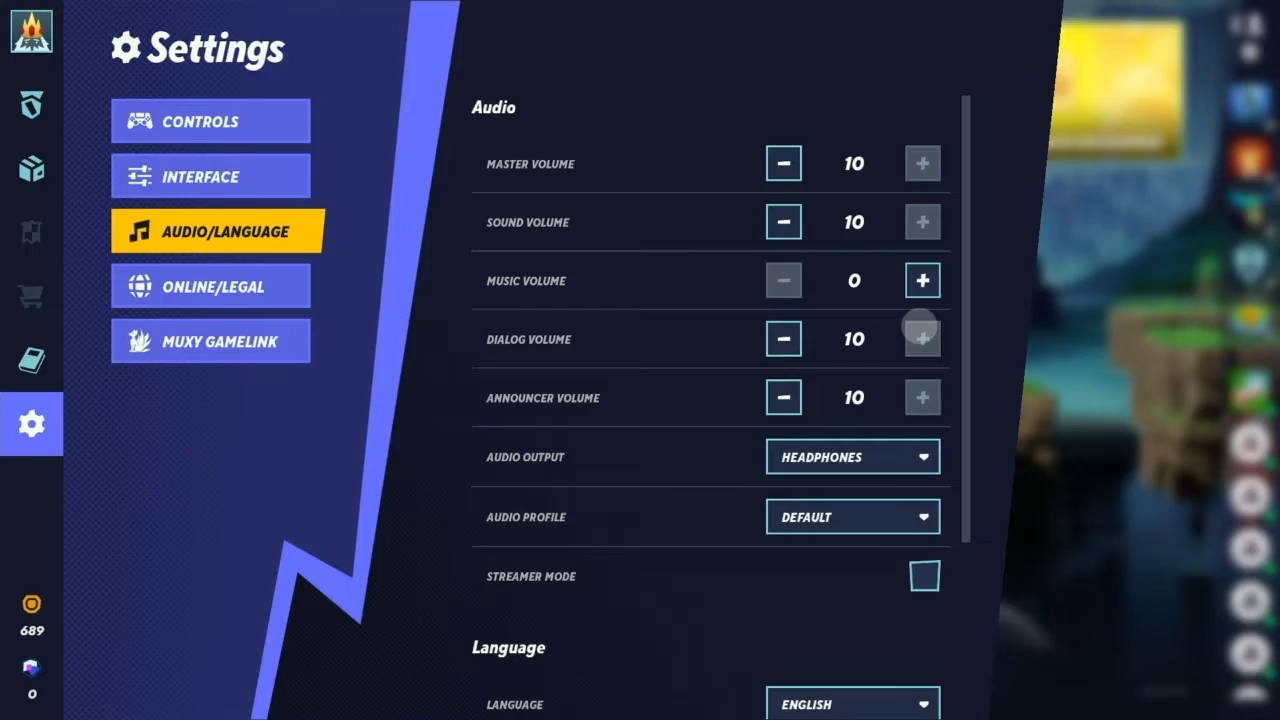 Settings
CONTROLS
INTERFACE
AUDIO/LANGUAGE
ONLINE/LEGAL
MUXY GAMELINK
689
0
Audio
MASTER VOLUME - 10 +
SOUND VOLUME - 10 +
MUSIC VOLUME - 0 +
DIALOG VOLUME - 10 +
ANNOUNCER VOLUME - 10 +
AUDIO OUTPUT HEADPHONES
AUDIO PROFILE DEFAULT
STREAMER MODE
Language
LANGUAGE ENGLISH